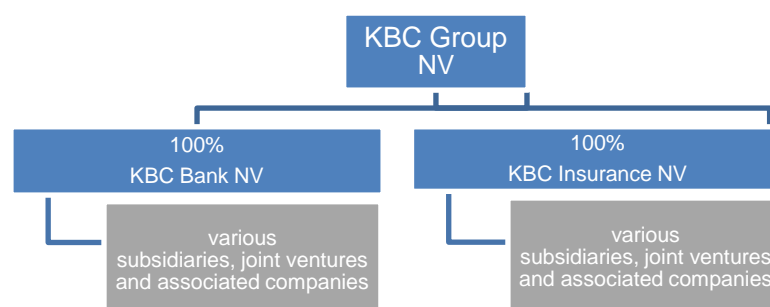 KBC Group
NV
100%
KBC Bank NV
100%
KBC Insurance NV
various
subsidiaries, joint ventures
and associated companies
various
subsidiaries, joint ventures
and associated companies